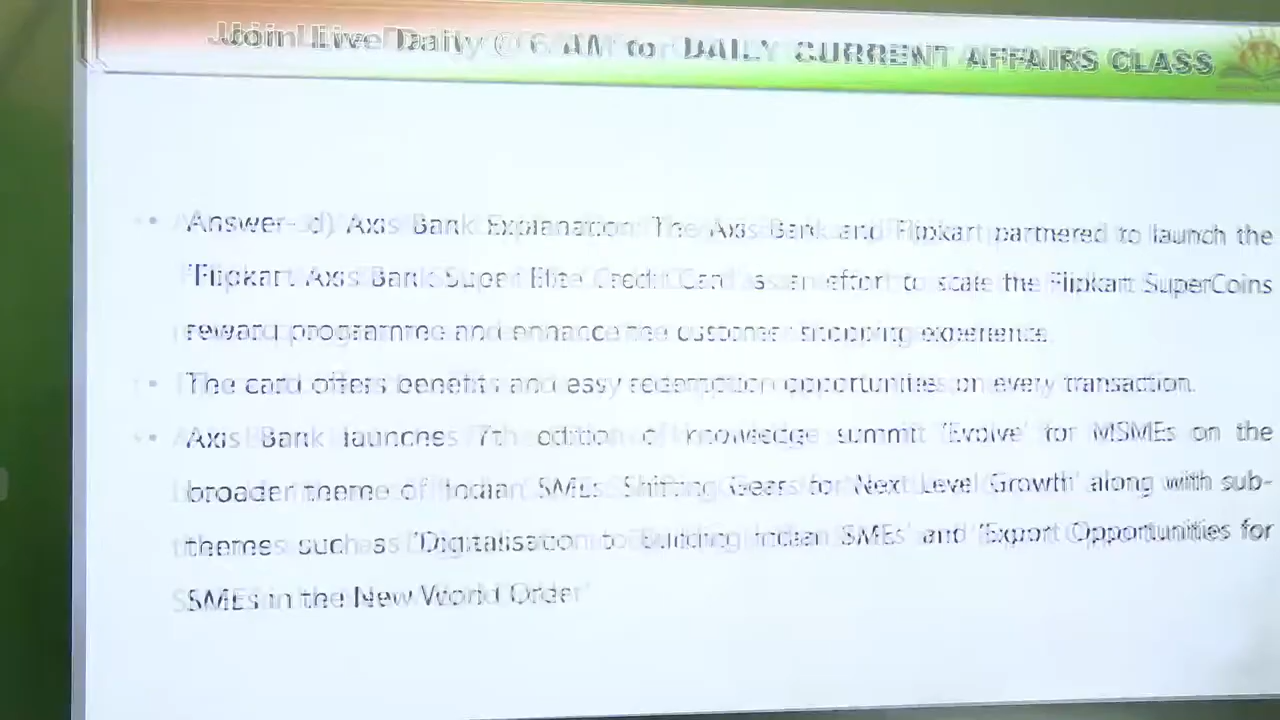 Join Live Daily @ 6 AM for DAILY CURRENT AFFAIRS CLASS
• Answer- d) Axis Bank Explanation The Axis Bank and Flipkart partnered to launch the
'Flipkart Axis Bank Super Elite Credit Card is an effort to scale the Flipkart SuperCoins
reward programme and enhance the customer shopping experience.
• The card offers benefits and easy redemption opportunities on every transaction.
• Axis Bank launches 7th edition of knowledge summit 'Evolve' for MSMEs on the
broader theme of 'Indian SMEs Shifting Gears for Next Level Growth' along with sub-
themes such as 'Digitalisation to Building Indian SMEs' and 'Export Opportunities for
SMEs in the New World Order'